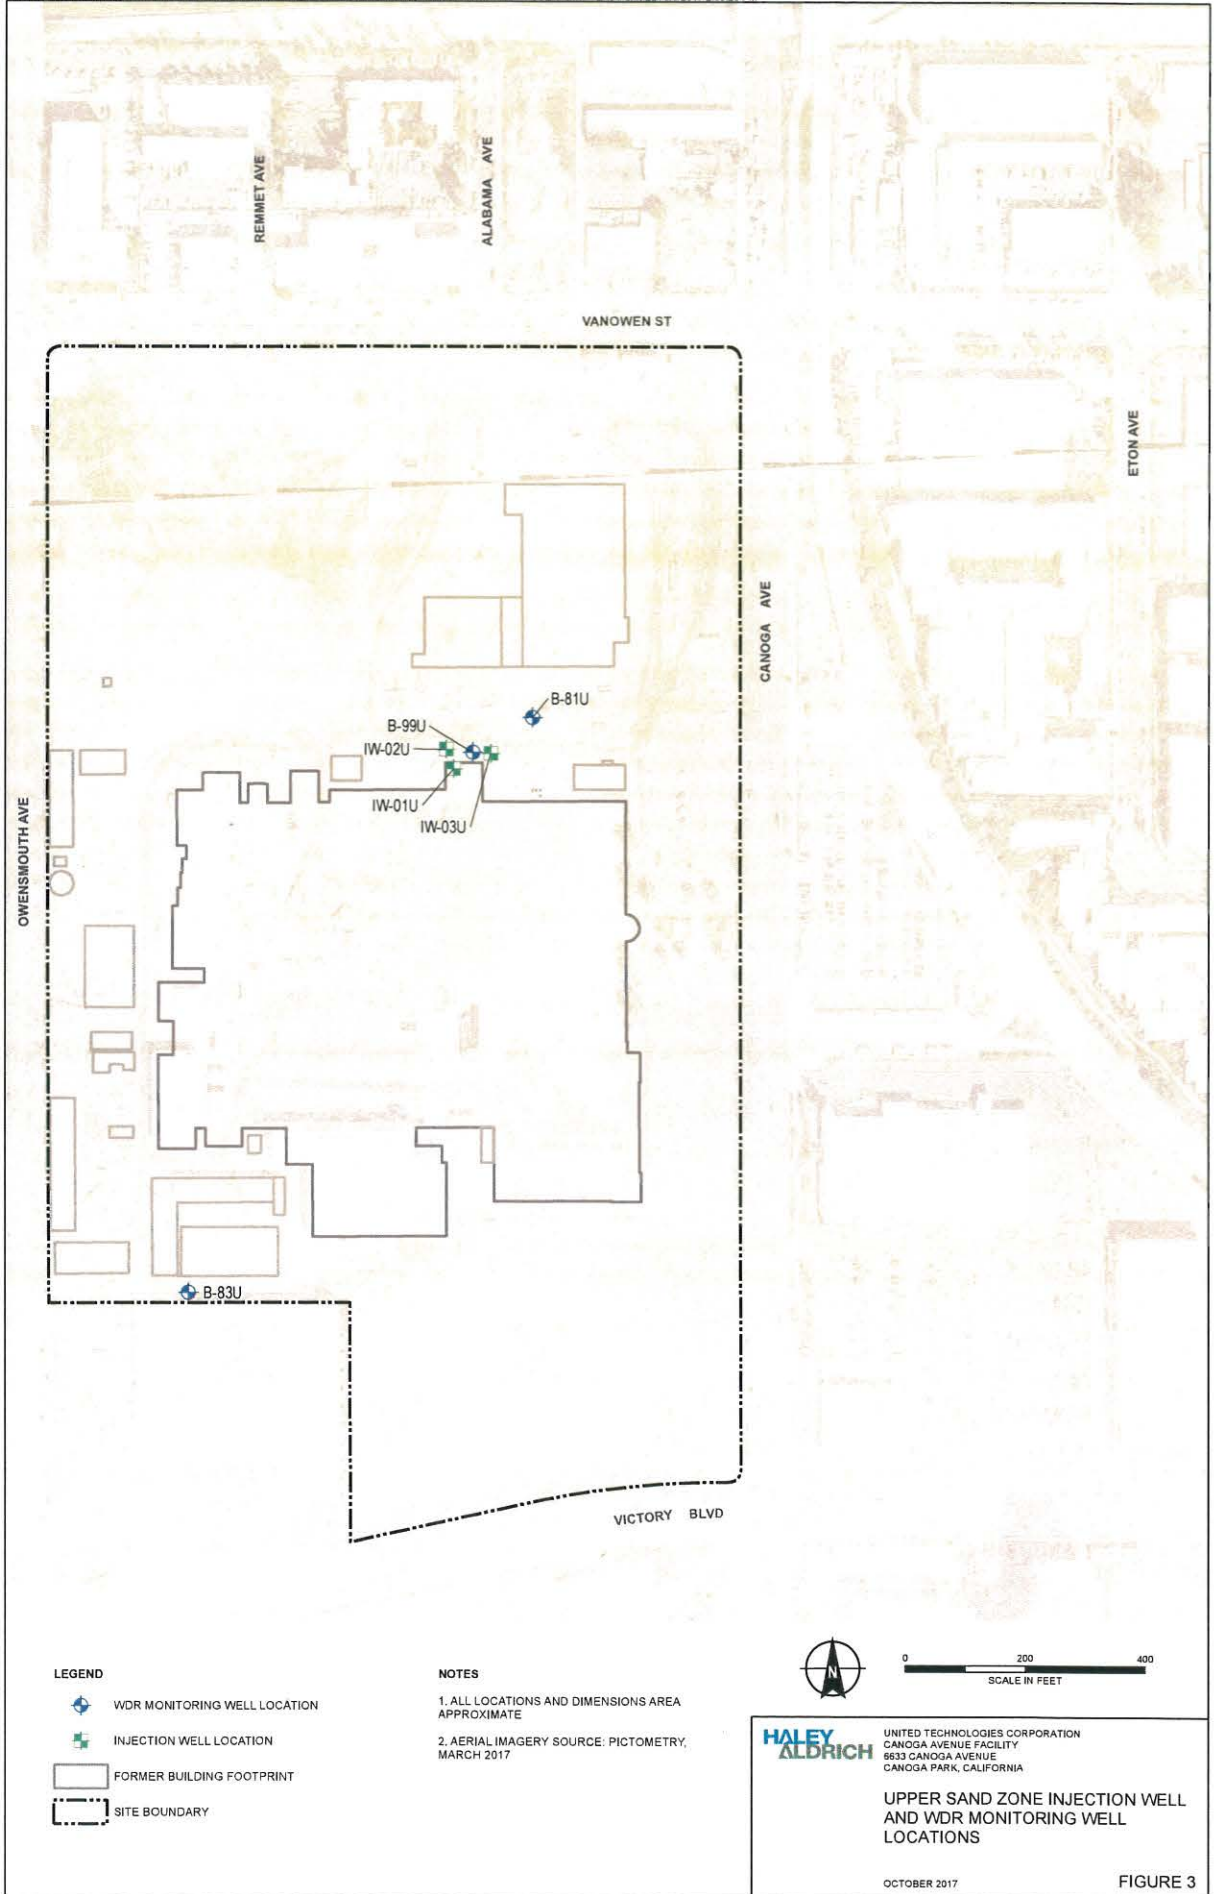 REMMET AVE
ALABAMA AVE
VANOWEN ST
ETON AVE
CANOGA AVE
B-81U
B-99U
IW-02U
IW-01U
IW-03U
OWENSMOUTH AVE
B-83U
VICTORY BLVD
LEGEND
WDR MONITORING WELL LOCATION
INJECTION WELL LOCATION
FORMER BUILDING FOOTPRINT
SITE BOUNDARY
NOTES
1. ALL LOCATIONS AND DIMENSIONS AREA
APPROXIMATE
2. AERIAL IMAGERY SOURCE: PICTOMETRY,
MARCH 2017
N
0 200 400
SCALE IN FEET
HALEY
ALDRICH
UNITED TECHNOLOGIES CORPORATION
CANOGA AVENUE FACILITY
6633 CANOGA AVENUE
CANOGA PARK, CALIFORNIA
UPPER SAND ZONE INJECTION WELL
AND WDR MONITORING WELL
LOCATIONS
OCTOBER 2017
FIGURE 3